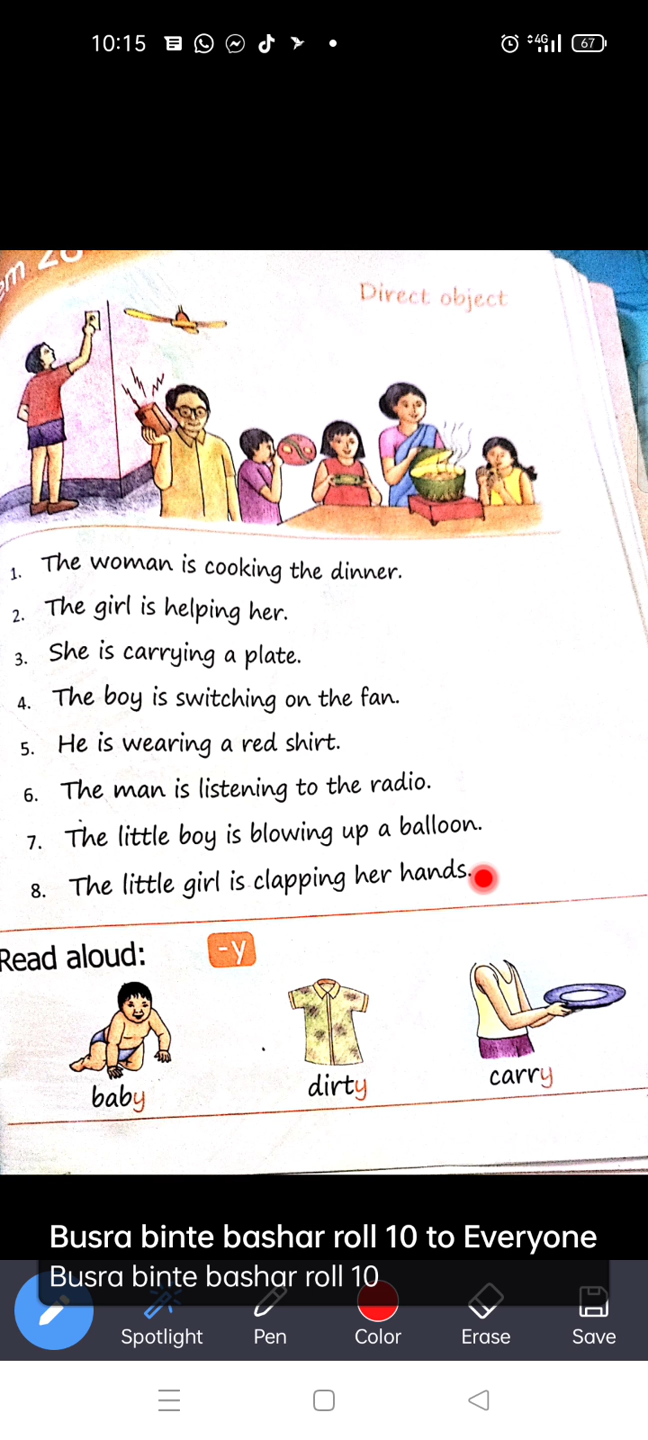 10:15
4G
67
em 20
Direct object
1. The woman is cooking the dinner.
2. The girl is helping her.
3. She is carrying a plate.
4. The boy is switching on the fan.
5. He is wearing a red shirt.
6. The man is listening to the radio.
7. The little boy is blowing up a balloon.
8. The little girl is clapping her hands.
Read aloud: -y
baby dirty carry
Busra binte bashar roll 10 to Everyone
Busra binte bashar roll 10
Spotlight Pen Color Erase Save